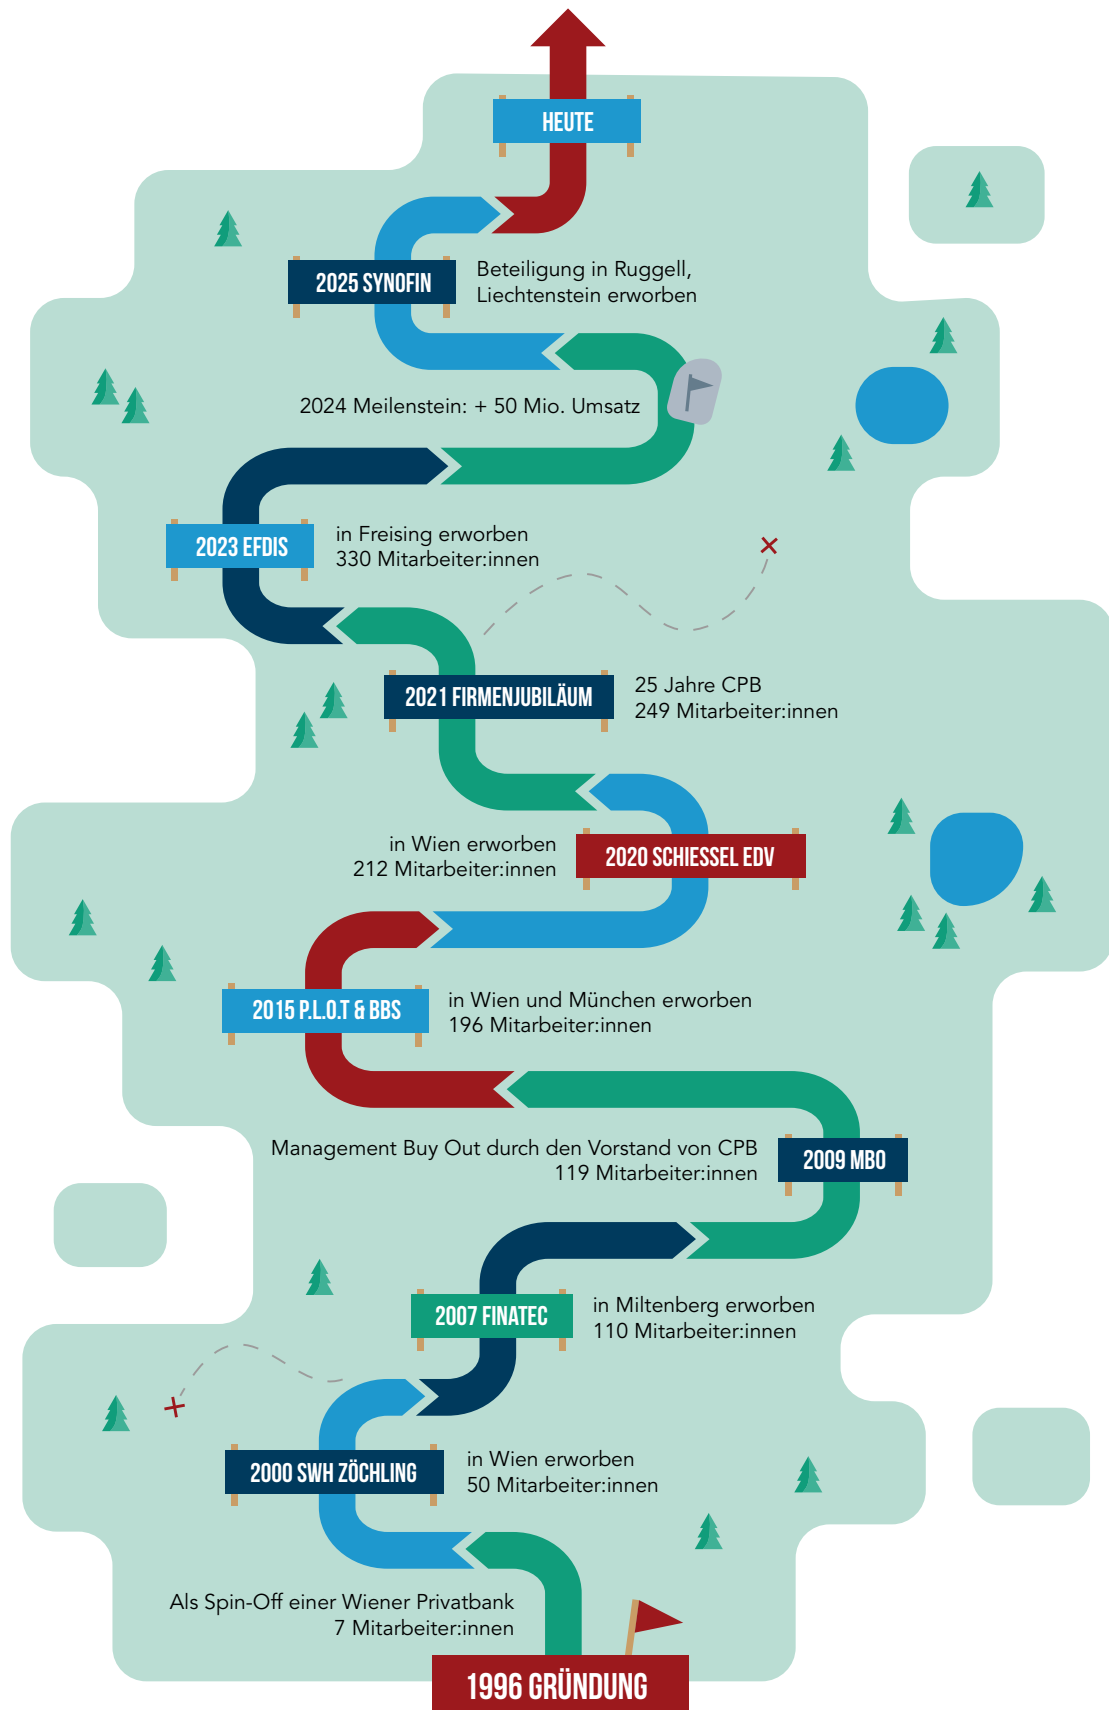 HEUTE
2025 SYNOFIN
Beteiligung in Ruggell,
Liechtenstein erworben
2024 Meilenstein: + 50 Mio. Umsatz
2023 EFDIS
in Freising erworben
330 Mitarbeiter:innen
2021 FIRMENJUBILÄUM
25 Jahre CPB
249 Mitarbeiter:innen
in Wien erworben
212 Mitarbeiter:innen
2020 SCHIESSEL EDV
2015 P.L.O.T & BBS
in Wien und München erworben
196 Mitarbeiter:innen
Management Buy Out durch den Vorstand von CPB
119 Mitarbeiter:innen
2009 MBO
2007 FINATEC
in Miltenberg erworben
110 Mitarbeiter:innen
2000 SWH ZÖCHLING
in Wien erworben
50 Mitarbeiter:innen
Als Spin-Off einer Wiener Privatbank
7 Mitarbeiter:innen
1996 GRÜNDUNG